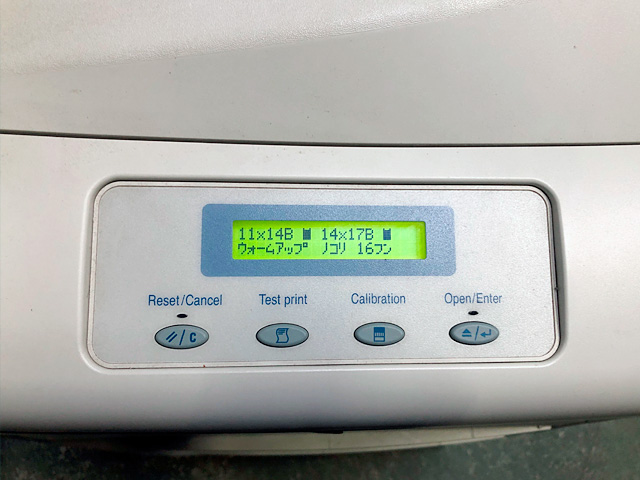 11x14B 14x17B
ウォームアップ ノコリ 16フン
Reset/Cancel Test print Calibration Open/Enter
/C